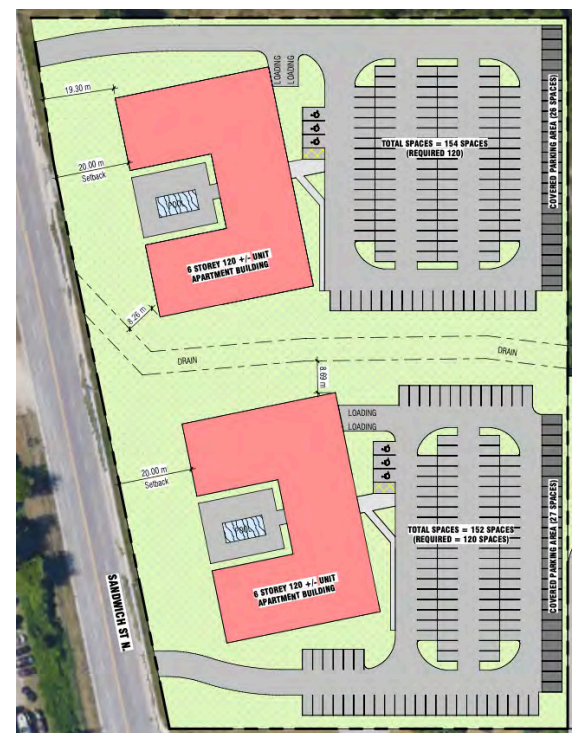 LOADING
LOADING
19.30 m
20.00 m
Setback
POOL
TOTAL SPACES = 154 SPACES
(REQUIRED 120)
COVERED PARKING AREA (26 SPACES)
6 STOREY 120 +/- UNIT
APARTMENT BUILDING
8.26 m
DRAIN
DRAIN
8.69 m
LOADING
LOADING
20.00 m
Setback
POOL
TOTAL SPACES = 152 SPACES
(REQUIRED = 120 SPACES)
COVERED PARKING AREA (27 SPACES)
6 STOREY 120 +/- UNIT
APARTMENT BUILDING
SANDWICH ST N.